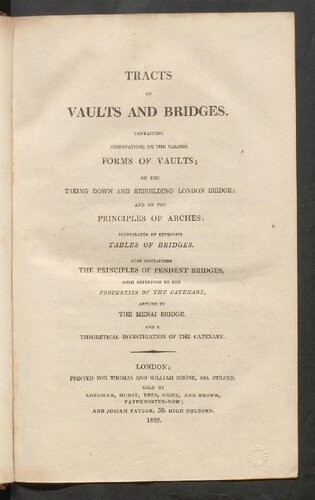 TRACTS
ON
VAULTS AND BRIDGES.
CONTAINING
OBSERVATIONS ON THE VARIOUS
FORMS OF VAULTS;
ON THE
TAKING DOWN AND REBUILDING LONDON BRIDGE;
AND ON THE
PRINCIPLES OF ARCHES:
ILLUSTRATED BY EXTENSIVE
TABLES OF BRIDGES.
ALSO CONTAINING
THE PRINCIPLES OF PENDENT BRIDGES,
WITH REFERENCE TO THE
PROPERTIES OF THE CATENARY,
APPLIED TO
THE MENAI BRIDGE.
AND A
THEORETICAL INVESTIGATION OF THE CATENARY.
LONDON;
PRINTED FOR THOMAS AND WILLIAM BOONE, 480. STRAND.
SOLD BY
LONGMAN, HURST, REES, ORME, AND BROWN,
PATERNOSTER-ROW;
AND JOSIAH TAYLOR, 59. HIGH HOLBORN.
1822.